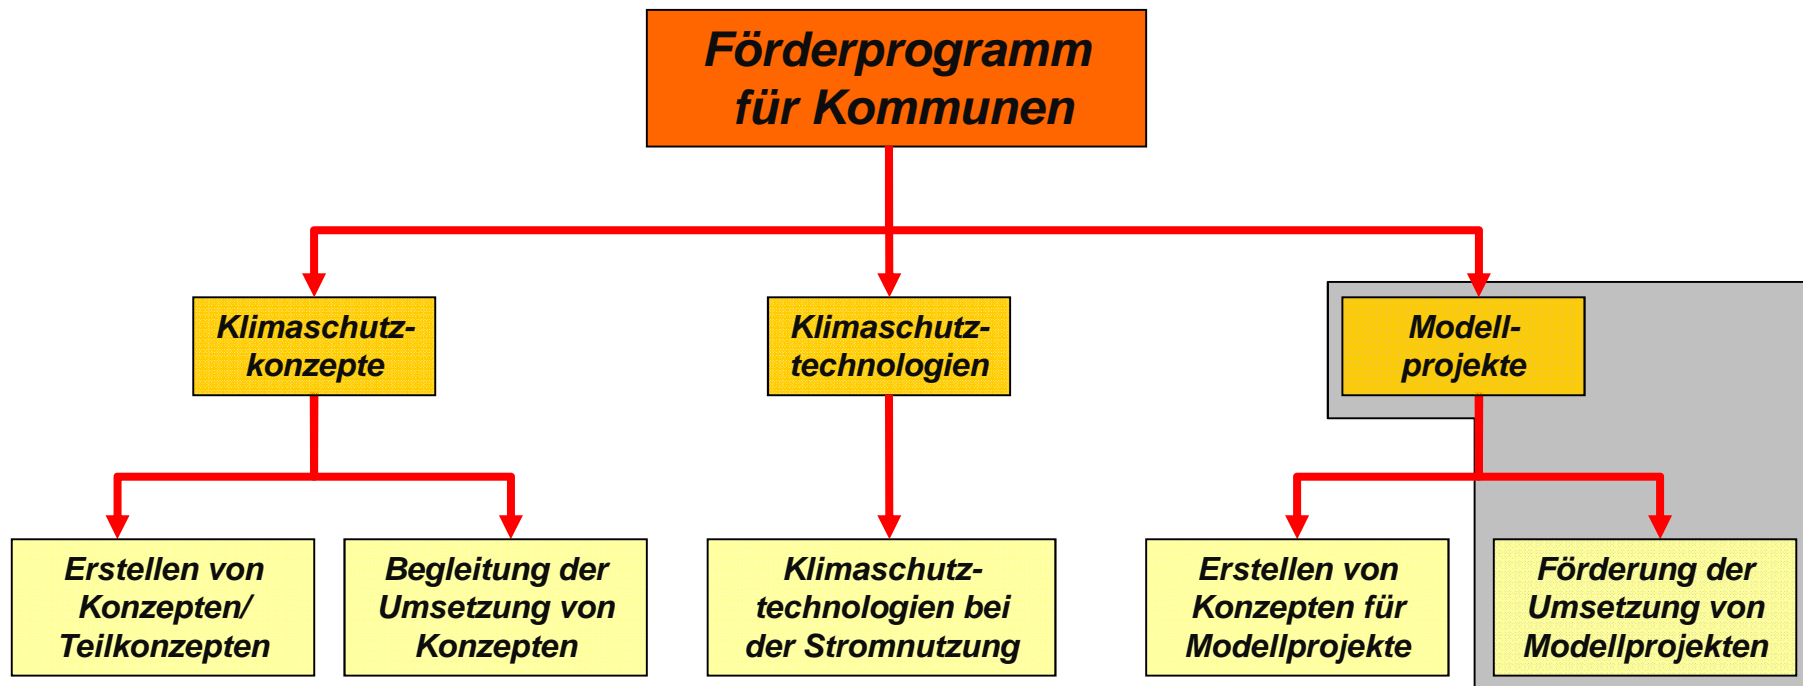 Förderprogramm
für Kommunen
Klimaschutz-
konzepte
Klimaschutz-
technologien
Modell-
projekte
Erstellen von
Konzepten/
Teilkonzepten
Begleitung der
Umsetzung von
Konzepten
Klimaschutz-
technologien bei
der Stromnutzung
Erstellen von
Konzepten für
Modellprojekte
Förderung der
Umsetzung von
Modellprojekten